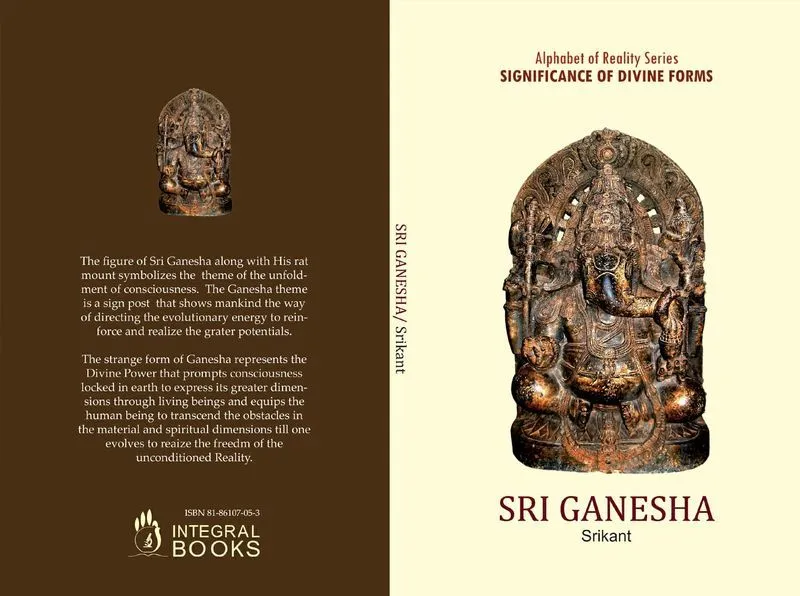 The figure of Sri Ganesha along with His rat
mount symbolizes the theme of the unfold-
ment of consciousness. The Ganesha theme
is a sign post that shows mankind the way
of directing the evolutionary energy to rein-
force and realize the grater potentials.
The strange form of Ganesha represents the
Divine Power that prompts consciousness
locked in earth to express its greater dimen-
sions through living beings and equips the
human being to transcend the obstacles in
the material and spiritual dimensions till one
evolves to reaize the freedm of the
unconditioned Reality.
ISBN 81-86107-05-3
INTEGRAL
BOOKS
SRI GANESHA/ Srikant
Alphabet of Reality Series
SIGNIFICANCE OF DIVINE FORMS
SRI GANESHA
Srikant